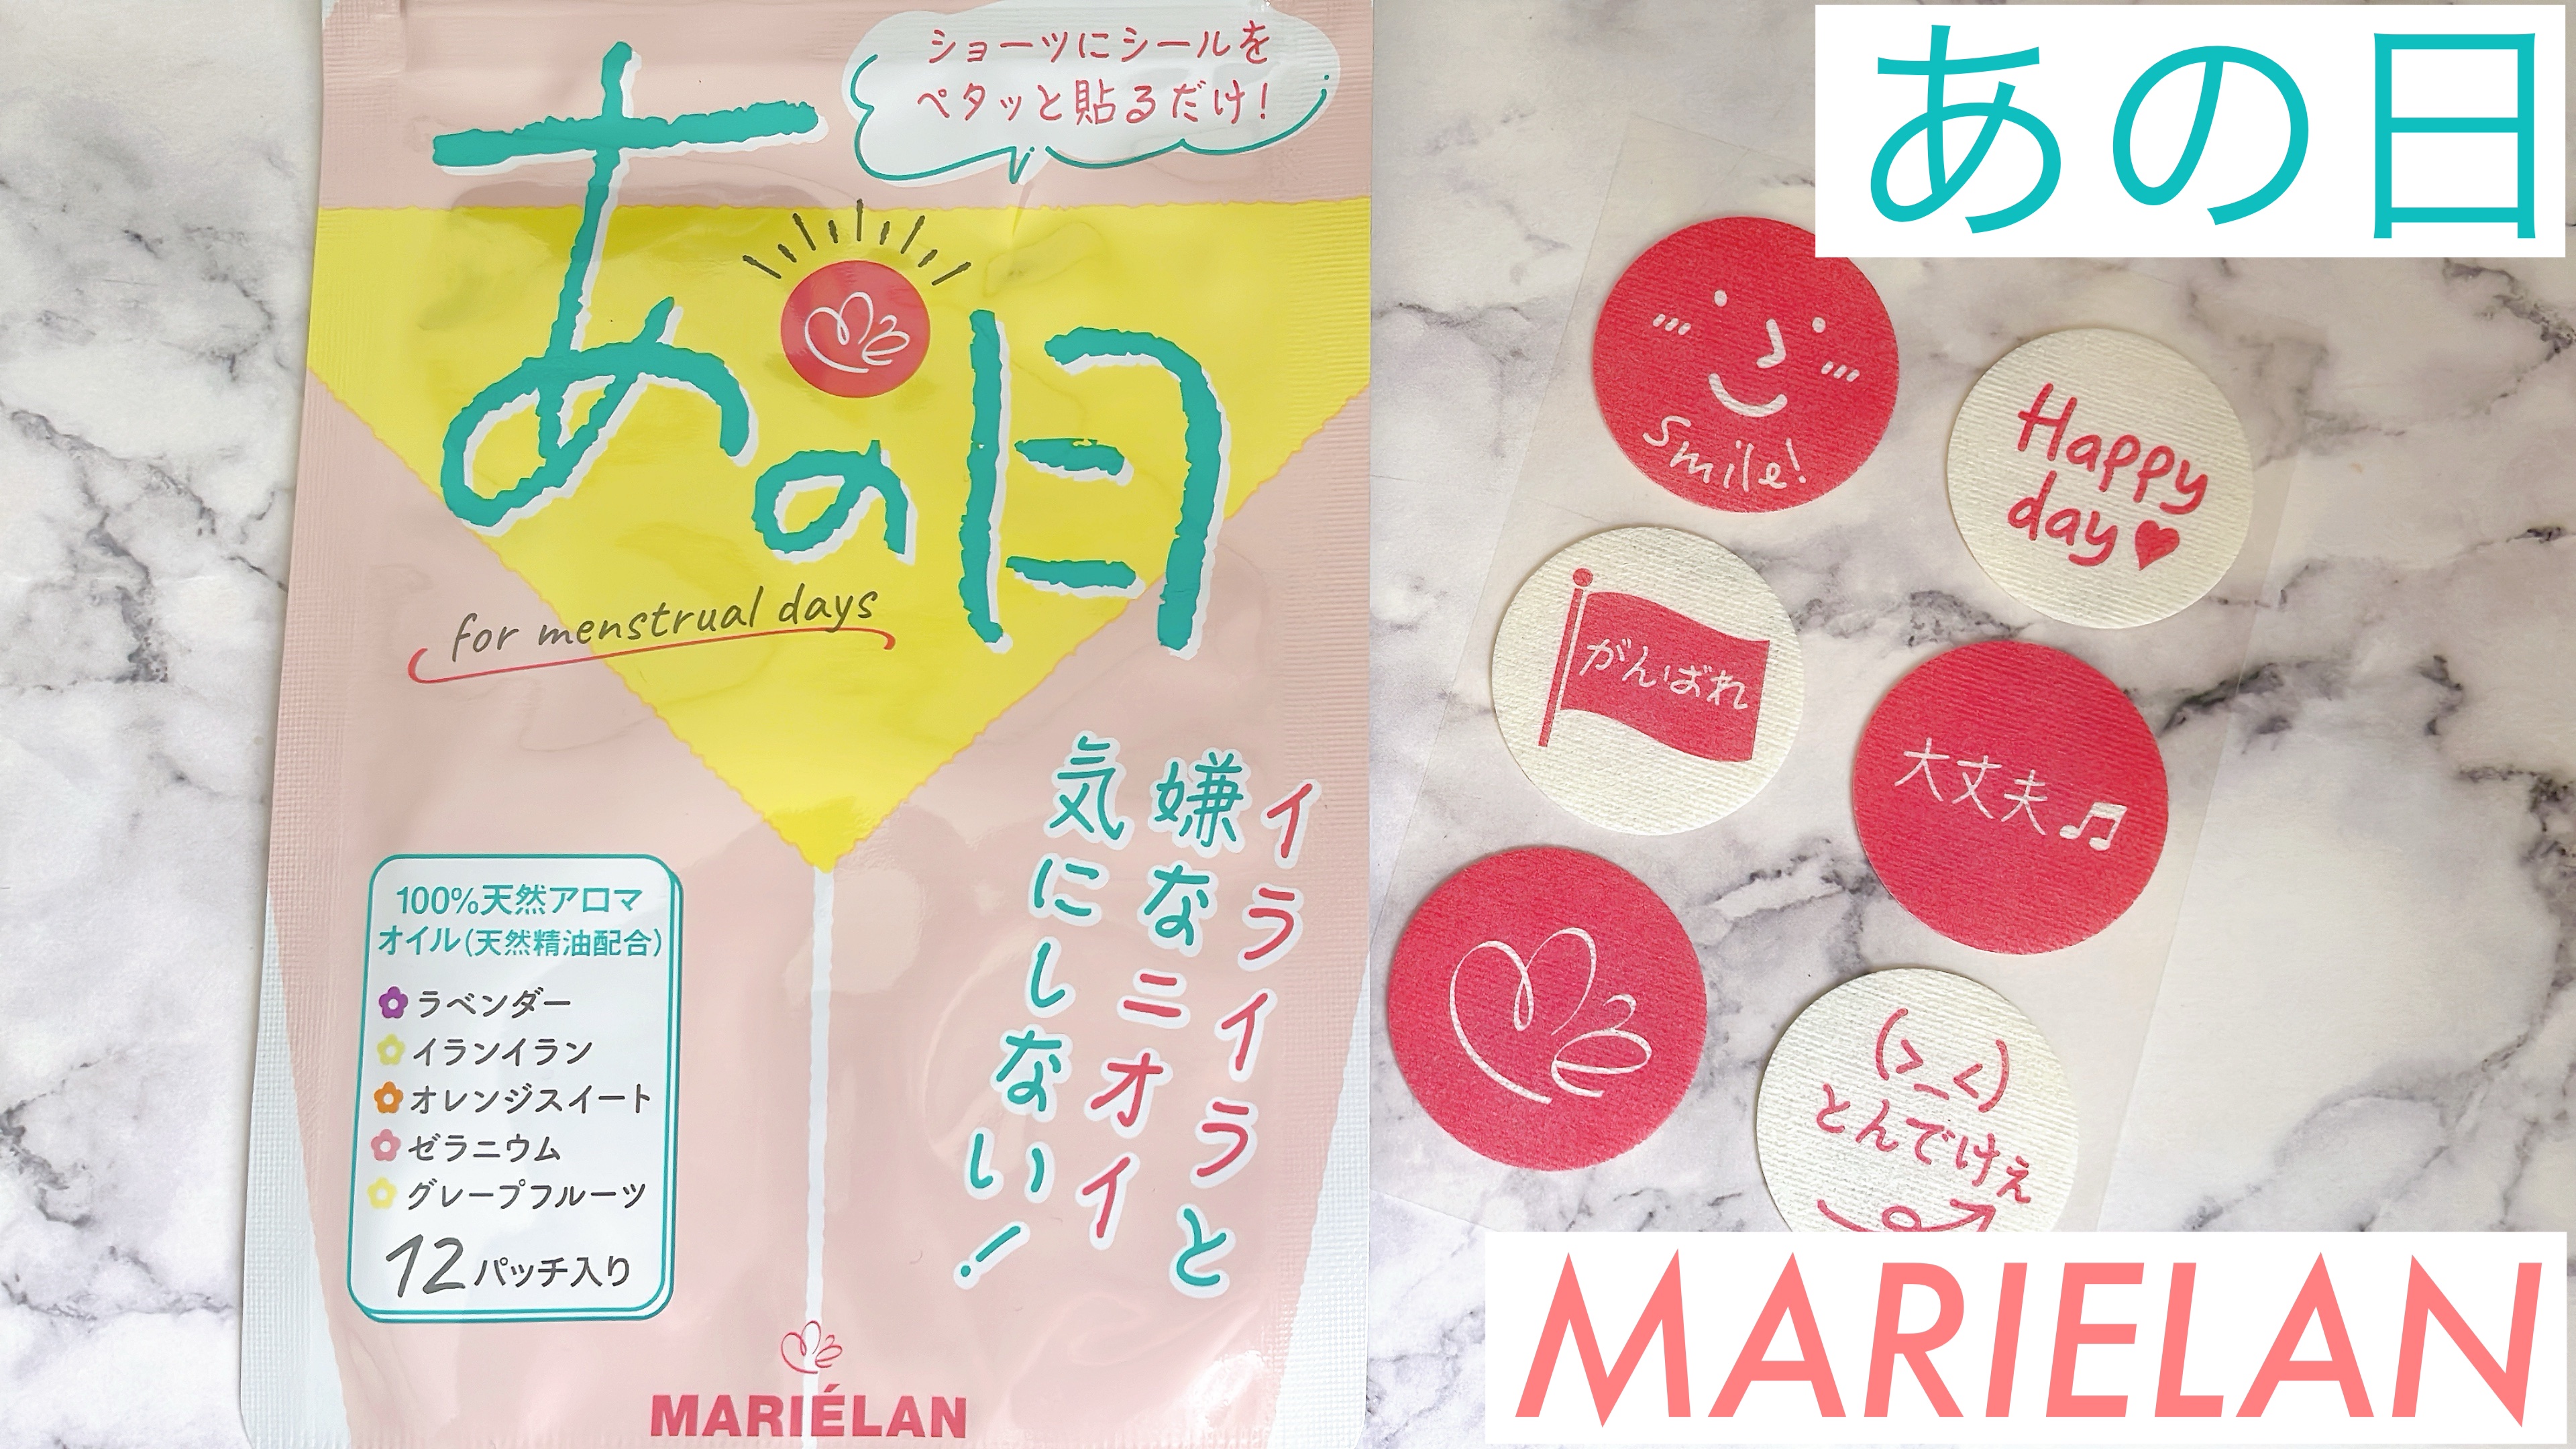 ショーツにシールを
ペタッと貼るだけ!
あの日
for menstrual days
イライラと
嫌なニオイ
気にしない!
100%天然アロマ
オイル(天然精油配合)
ラベンダー
イランイラン
オレンジスイート
ゼラニウム
グレープフルーツ
12パッチ入り
MARIÉLAN
あの日
Smile!
Happy
day♥
がんばれ
大丈夫♫
(>_<)
とんでけぇ
MARIELAN